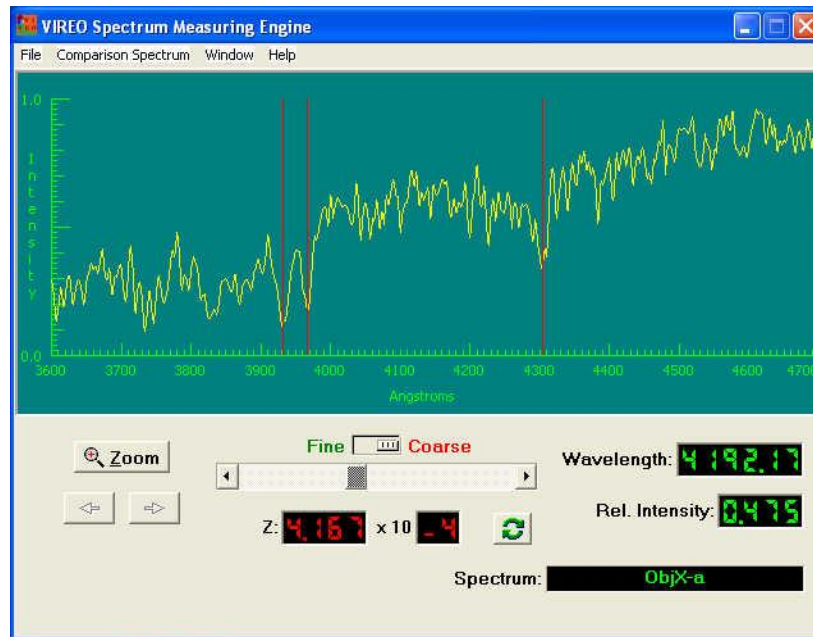 VIREO Spectrum Measuring Engine
File Comparison Spectrum Window Help
1.0
Intensity
0.0
3600 3700 3800 3900 4000 4100 4200 4300 4400 4500 4600 4700
Angstroms
Zoom
Fine Coarse
Wavelength: 4192.17
Z: 4.167 x 10 -4
Rel. Intensity: 0.475
Spectrum: ObjX-a